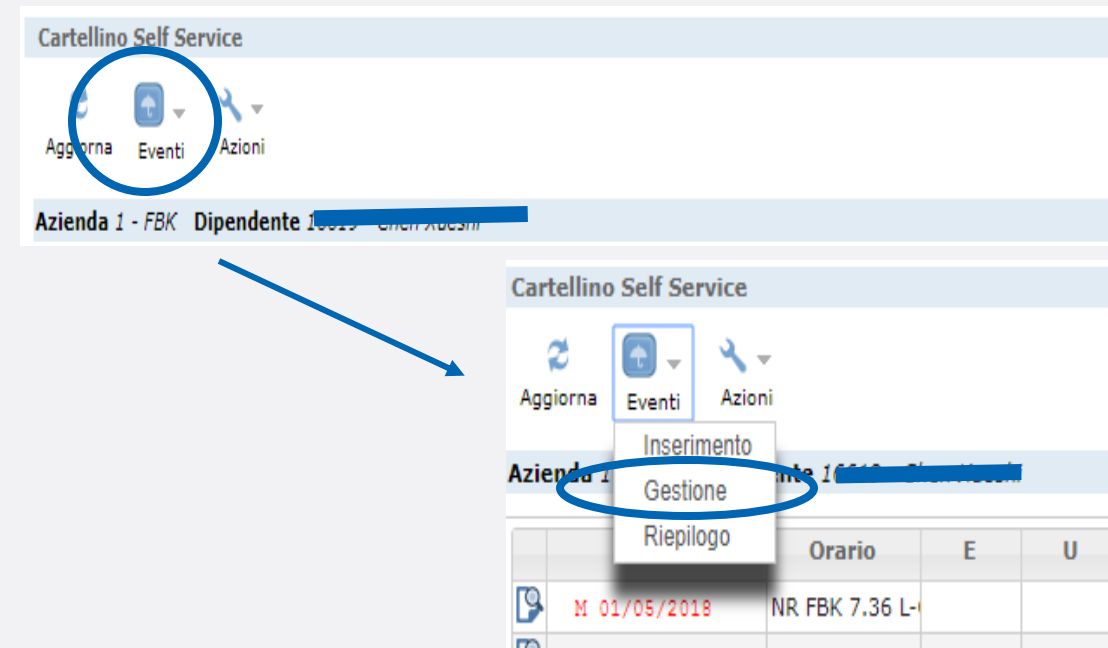 Cartellino Self Service
Aggiorna Eventi Azioni
Azienda 1 - FBK Dipendente
Cartellino Self Service
Aggiorna Eventi Azioni
Inserimento
Azienda 1
Gestione
Riepilogo
Orario E U
M 01/05/2018 NR FBK 7.36 L-